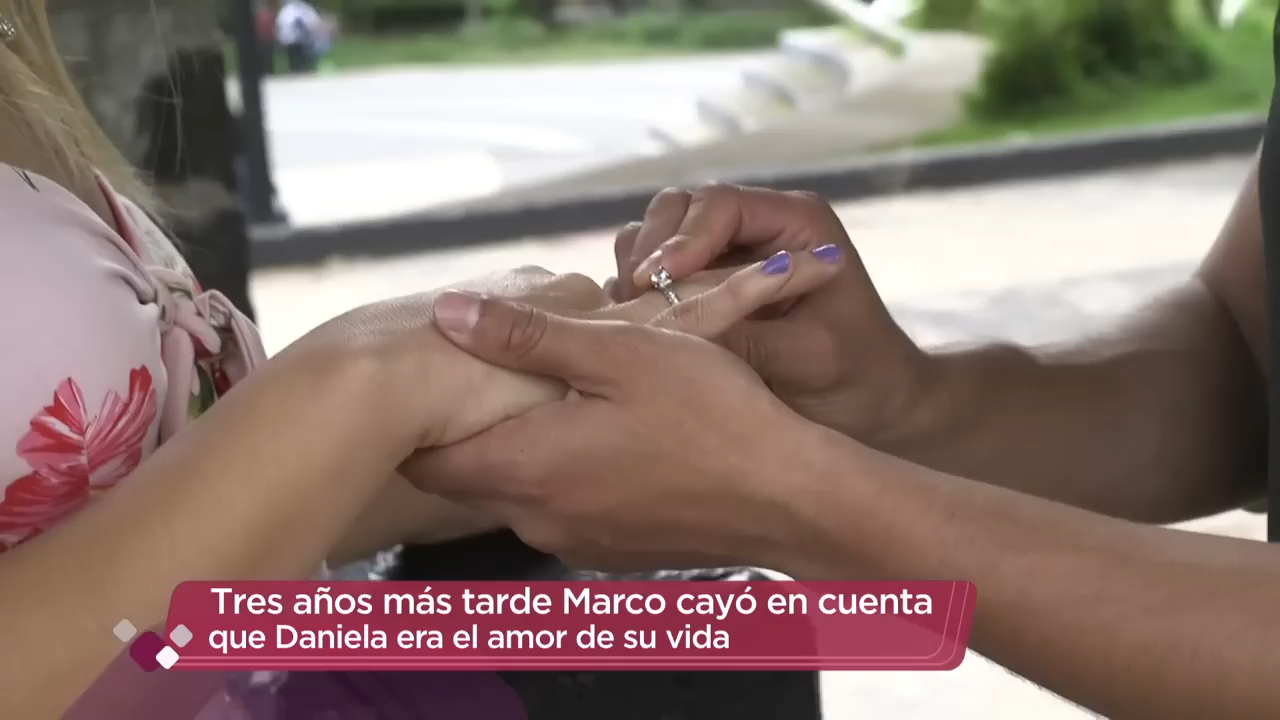 Tres años más tarde Marco cayó en cuenta
que Daniela era el amor de su vida